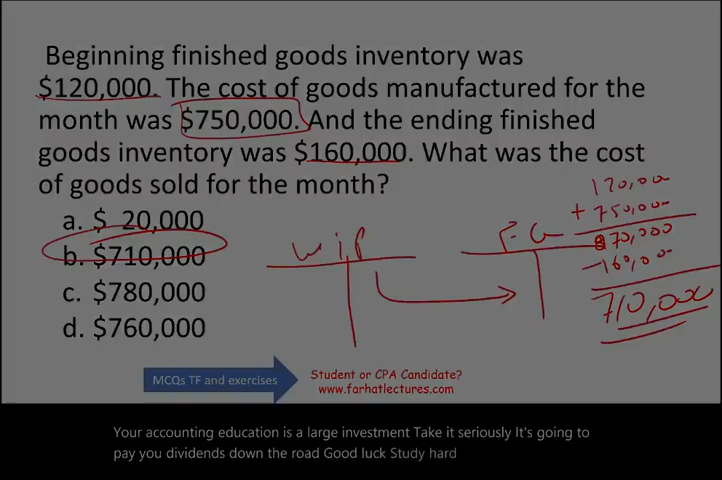 Beginning finished goods inventory was
$120,000. The cost of goods manufactured for the
month was $750,000. And the ending finished
goods inventory was $160,000. What was the cost
of goods sold for the month?
a. $ 20,000
b. $710,000
c. $780,000
d. $760,000
W.I.P
F.G
120,000
+ 750,000
870,000
-160,000
710,000
MCQs TF and exercises
Student or CPA Candidate?
www.farhatlectures.com
Your accounting education is a large investment Take it seriously It's going to
pay you dividends down the road Good luck Study hard